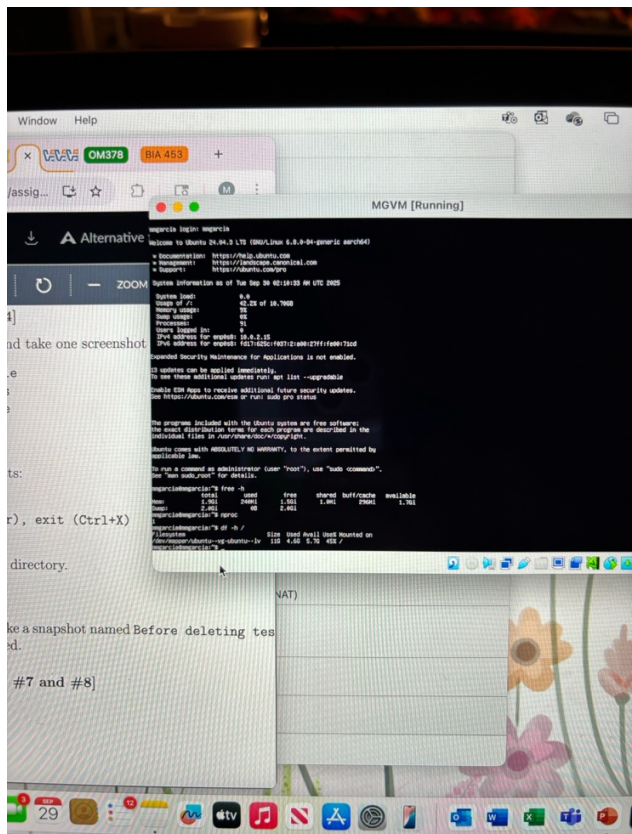 Window Help
OM378 BIA 453 +
/assig... M
MGVM [Running]
Alternative
ZOOM
4]
nd take one screenshot
ts:
r), exit (Ctrl+X)
directory.
NAT)
ke a snapshot named Before deleting tes
ed.
#7 and #8]
mgarcia login: mgarcia
Welcome to Ubuntu 24.04.3 LTS (GNU/Linux 6.8.0-84-generic aarch64)
* Documentation: https://help.ubuntu.com
* Management: https://landscape.canonical.com
* Support: https://ubuntu.com/pro
System information as of Tue Sep 30 02:10:33 AM UTC 2025
System load: 0.0
Usage of /: 42.2% of 10.70GB
Memory usage: 9%
Swap usage: 0%
Processes: 91
Users logged in: 0
IPv4 address for enp0s8: 10.0.2.15
IPv6 address for enp0s8:
Expanded Security Maintenance for Applications is not enabled.
13 updates can be applied immediately.
To see these additional updates run: apt list --upgradable
Enable ESM Apps to receive additional future security updates.
See https://ubuntu.com/esm or run: sudo pro status
The programs included with the Ubuntu system are free software;
the exact distribution terms for each program are described in the
individual files in /usr/share/doc/*/copyright.
Ubuntu comes with ABSOLUTELY NO WARRANTY, to the extent permitted by
applicable law.
To run a command as administrator (user "root"), use "sudo <command>".
See "man sudo_root" for details.
mgarcia@mgarcia:~$ free -h
total used free shared buff/cache available
Mem: 1.9Gi 240Mi 1.5Gi 1.0Mi 296Mi 1.7Gi
Swap: 2.0Gi 0B 2.0Gi
mgarcia@mgarcia:~$ nproc
1
mgarcia@mgarcia:~$ df -h /
Filesystem Size Used Avail Use% Mounted on
/dev/mapper/ubuntu--vg-ubuntu--lv 11G 4.6G 5.7G 45% /
mgarcia@mgarcia:~$ _
3
SEP
29
12
tv